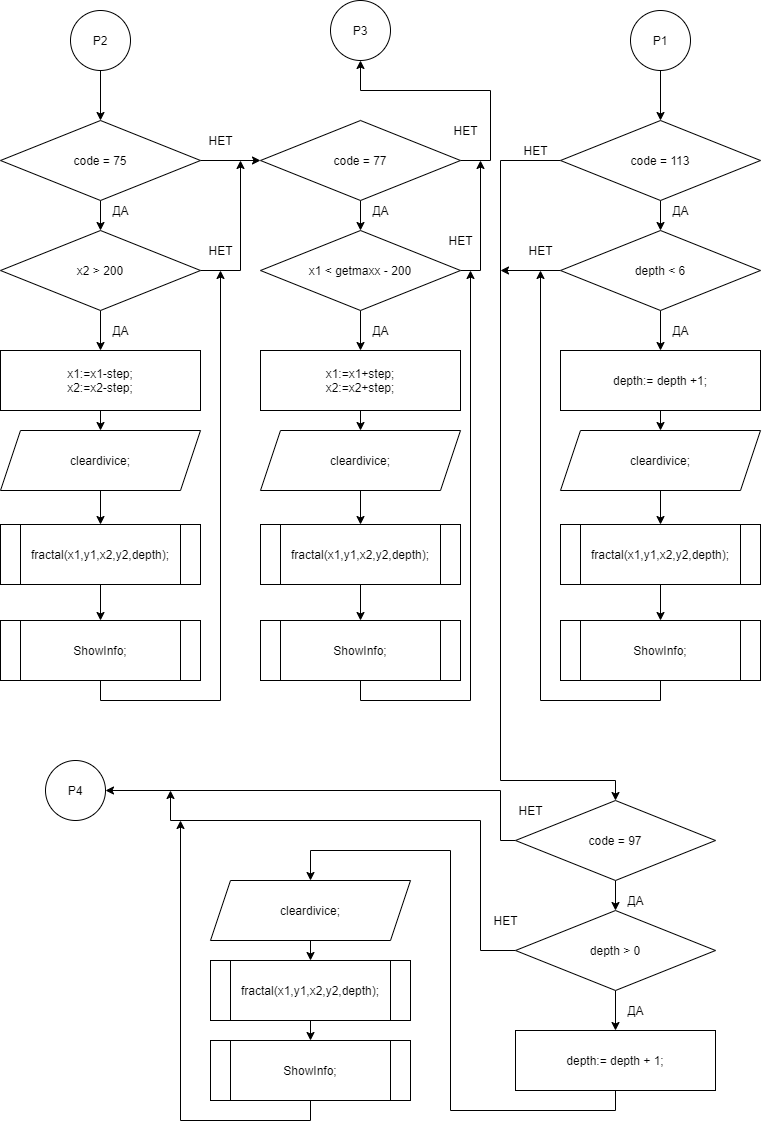 P2
P3
P1
code = 75
НЕТ
code = 77
НЕТ
code = 113
НЕТ
ДА
ДА
ДА
x2 > 200
НЕТ
x1 < getmaxx - 200
НЕТ
depth < 6
НЕТ
ДА
ДА
ДА
x1:=x1-step;
x2:=x2-step;
x1:=x1+step;
x2:=x2+step;
depth:= depth +1;
cleardivice;
cleardivice;
cleardivice;
fractal(x1,y1,x2,y2,depth);
fractal(x1,y1,x2,y2,depth);
fractal(x1,y1,x2,y2,depth);
ShowInfo;
ShowInfo;
ShowInfo;
P4
НЕТ
code = 97
ДА
НЕТ
depth > 0
ДА
depth:= depth + 1;
cleardivice;
fractal(x1,y1,x2,y2,depth);
ShowInfo;